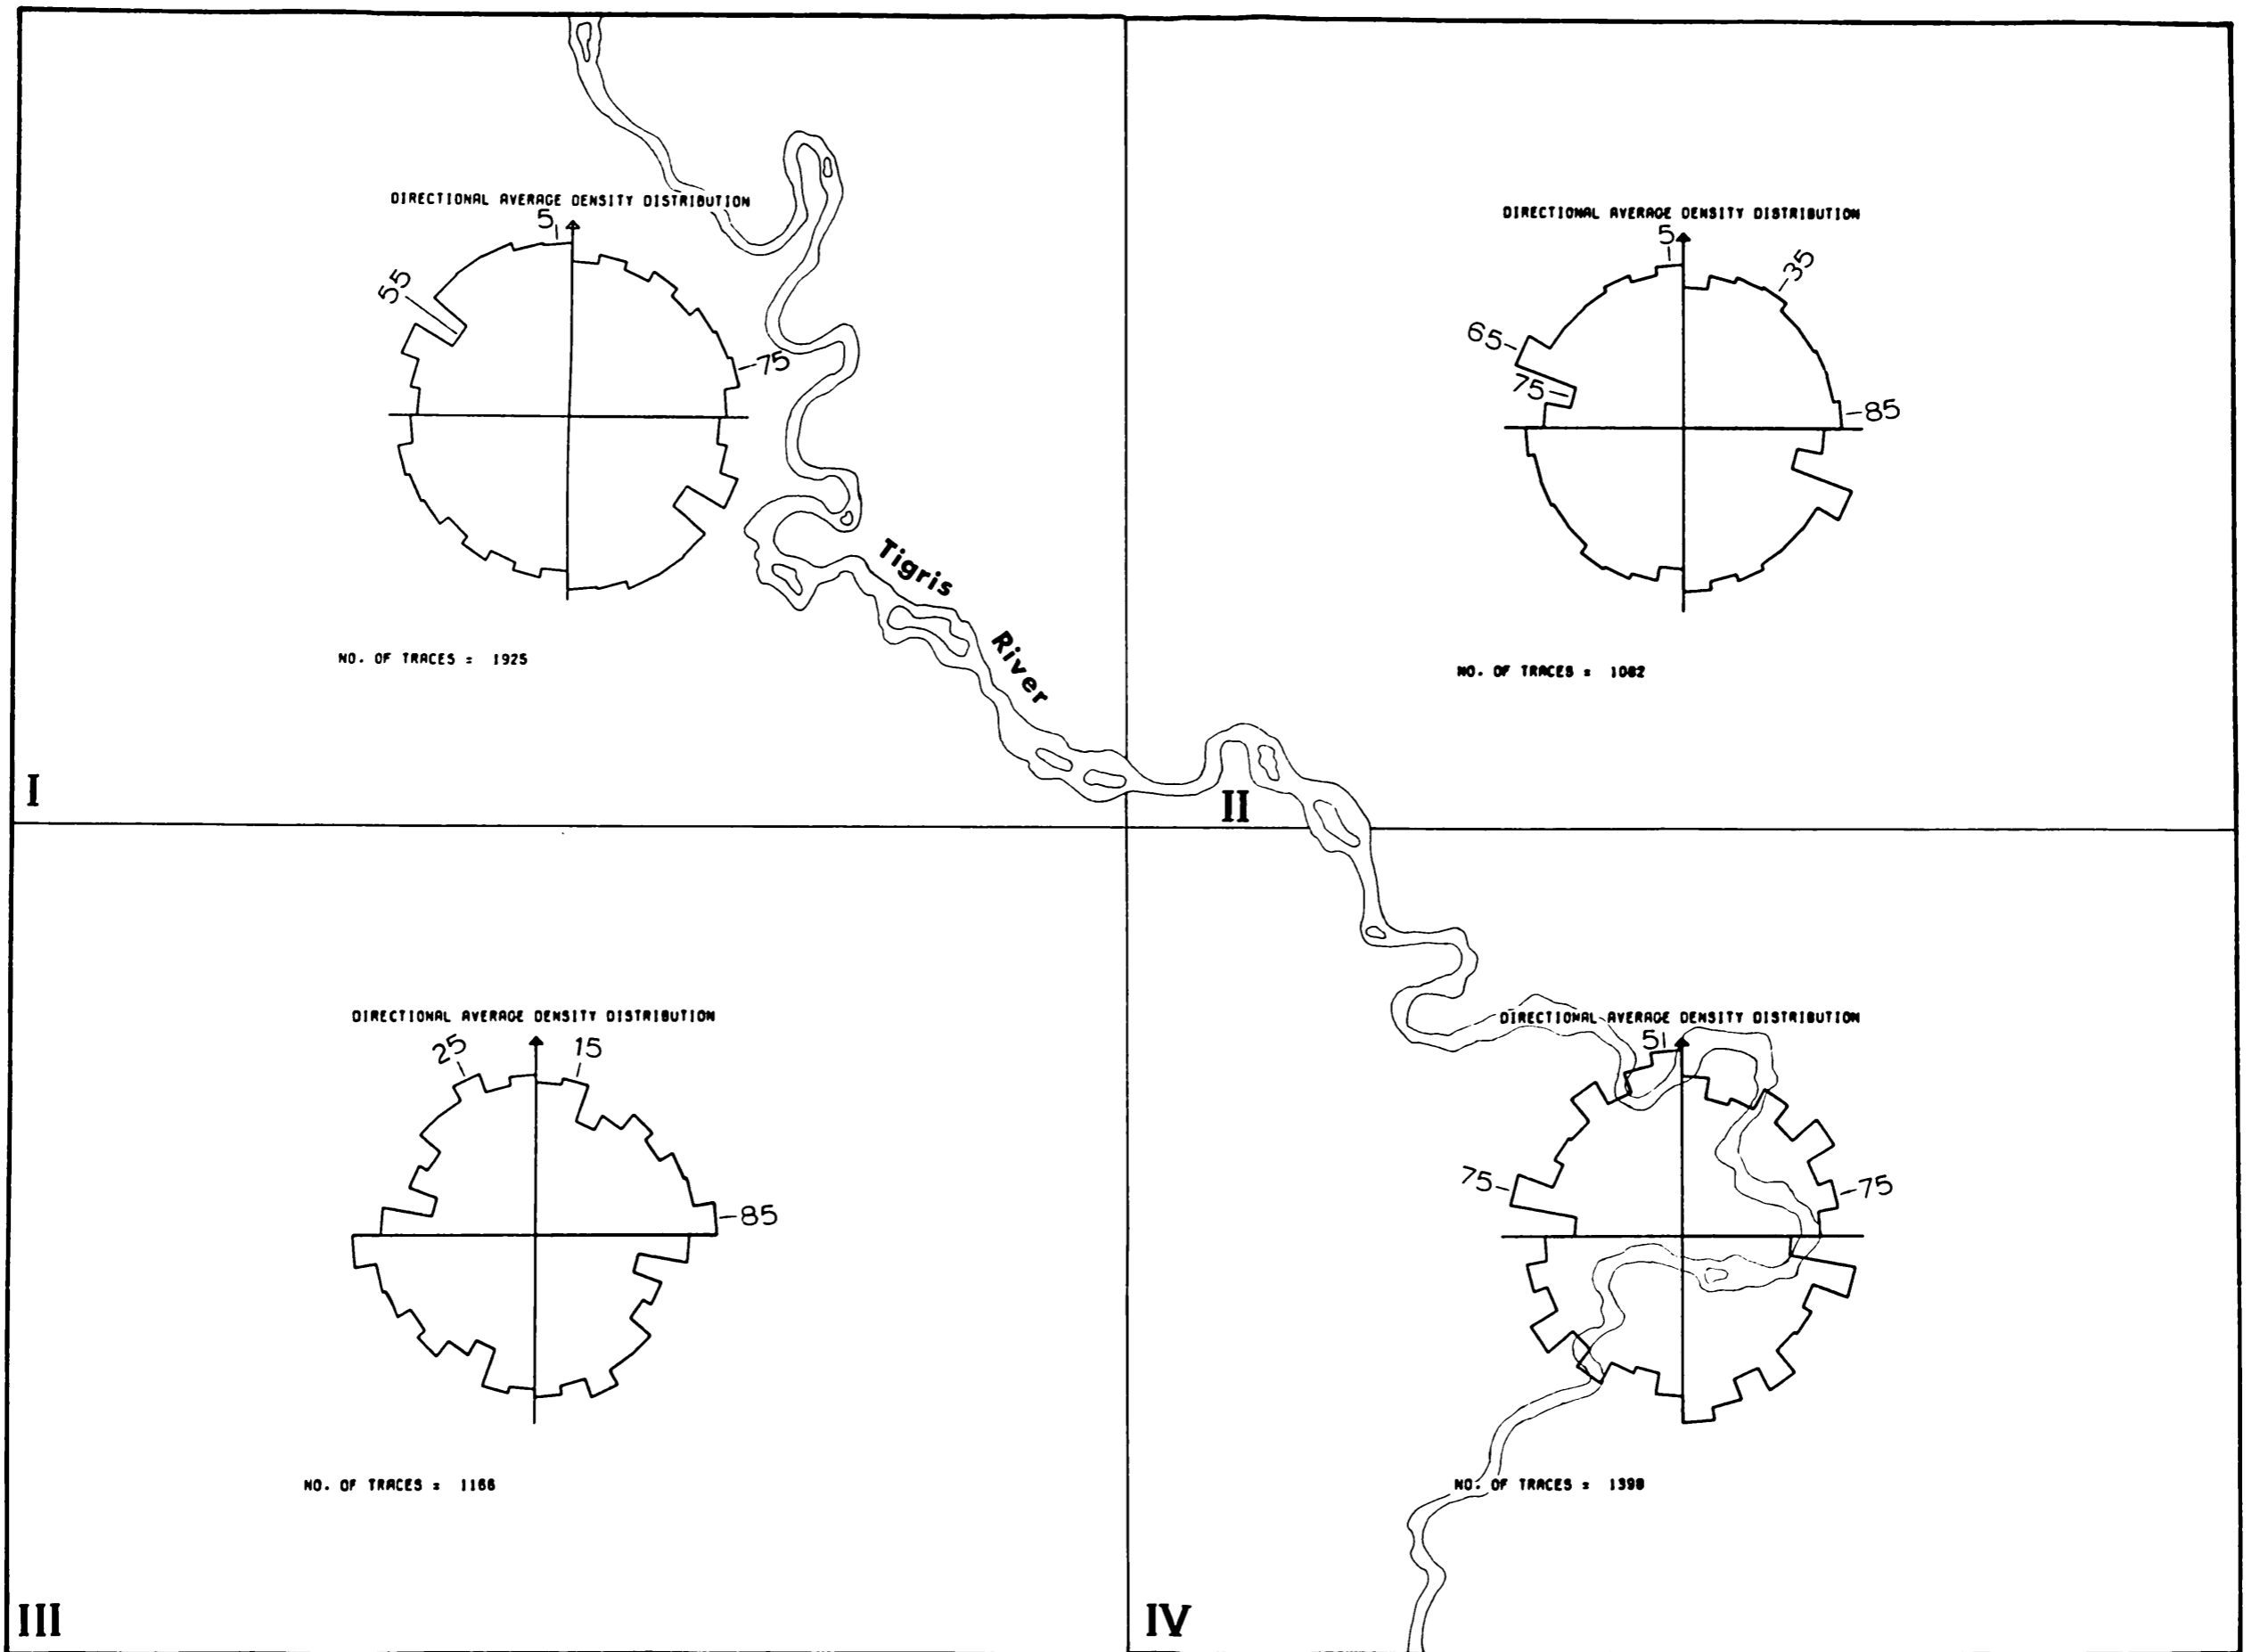 DIRECTIONAL AVERAGE DENSITY DISTRIBUTION
5
55
75
NO. OF TRACES = 1925
I
DIRECTIONAL AVERAGE DENSITY DISTRIBUTION
5
35
65
75
85
NO. OF TRACES = 1082
II
Tigris
River
DIRECTIONAL AVERAGE DENSITY DISTRIBUTION
25
15
85
NO. OF TRACES = 1166
III
DIRECTIONAL AVERAGE DENSITY DISTRIBUTION
5
75
75
NO. OF TRACES =
IV